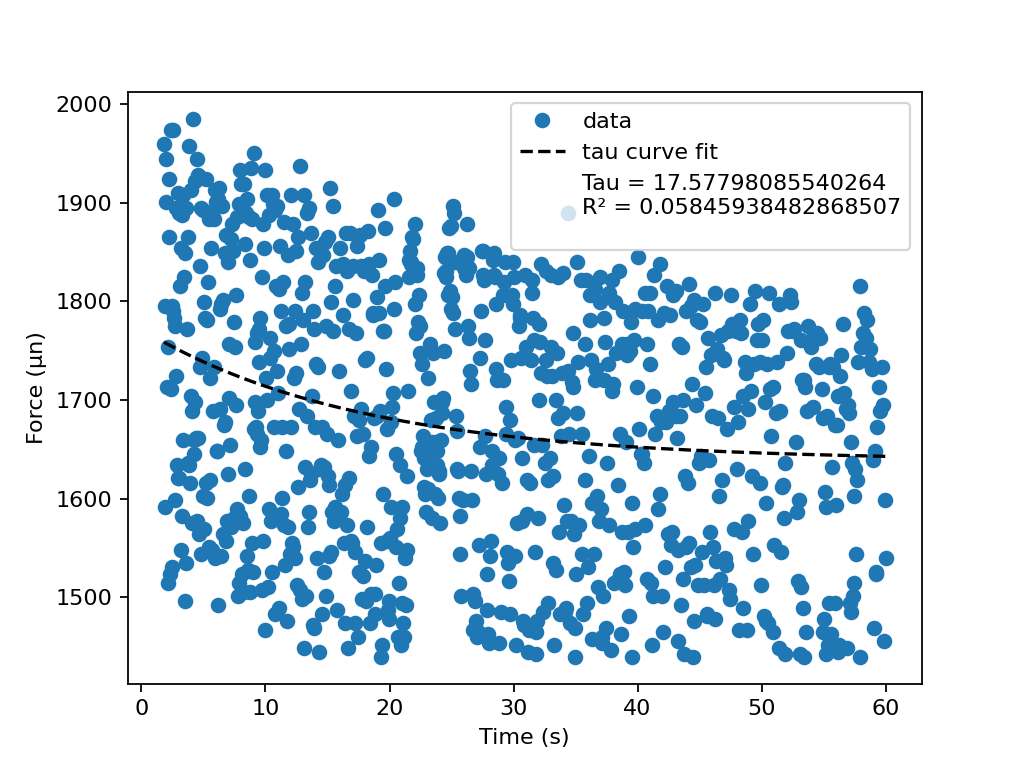 2000
1900
1800
1700
1600
1500
Force (μn)
0 10 20 30 40 50 60
Time (s)
data
tau curve fit
Tau = 17.57798085540264
R² = 0.05845938482868507